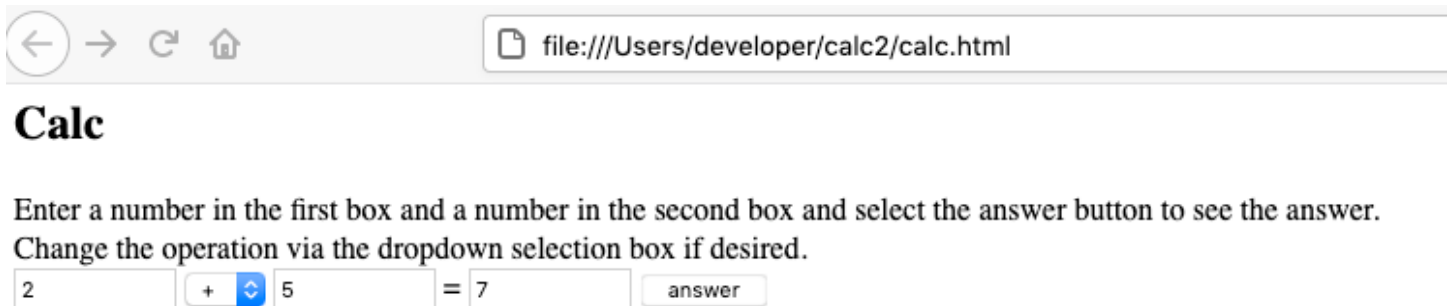 file:///Users/developer/calc2/calc.html
Calc
Enter a number in the first box and a number in the second box and select the answer button to see the answer.
Change the operation via the dropdown selection box if desired.
2 + 5 = 7 answer